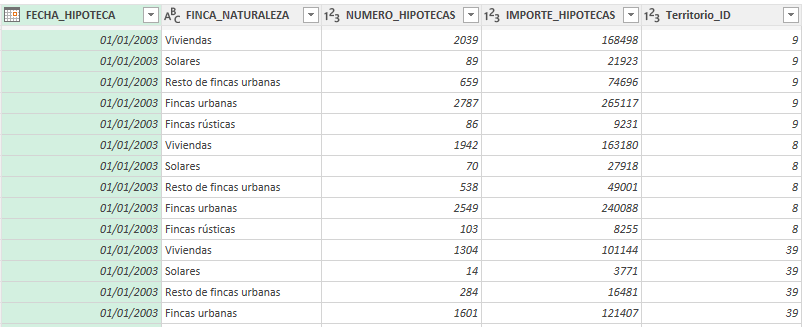 FECHA_HIPOTECA ABC FINCA_NATURALEZA 123 NUMERO_HIPOTECAS 123 IMPORTE_HIPOTECAS 123 Territorio_ID
01/01/2003 Viviendas 2039 168498 9
01/01/2003 Solares 89 21923 9
01/01/2003 Resto de fincas urbanas 659 74696 9
01/01/2003 Fincas urbanas 2787 265117 9
01/01/2003 Fincas rústicas 86 9231 9
01/01/2003 Viviendas 1942 163180 8
01/01/2003 Solares 70 27918 8
01/01/2003 Resto de fincas urbanas 538 49001 8
01/01/2003 Fincas urbanas 2549 240088 8
01/01/2003 Fincas rústicas 103 8255 8
01/01/2003 Viviendas 1304 101144 39
01/01/2003 Solares 14 3771 39
01/01/2003 Resto de fincas urbanas 284 16481 39
01/01/2003 Fincas urbanas 1601 121407 39